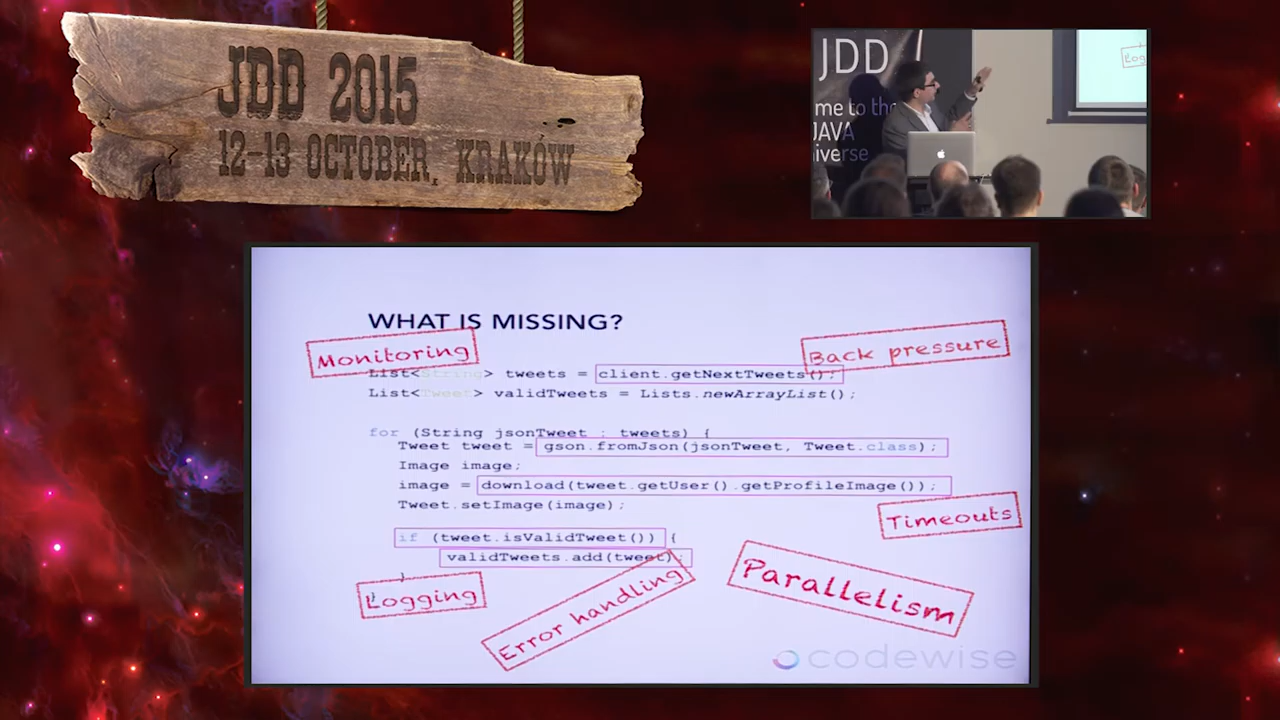 JDD 2015
12-13 OCTOBER, KRAKÓW
JDD
me to the
JAVA
iverse
Log
WHAT IS MISSING?
Monitoring
Back pressure
List<String> tweets = client.getNextTweets();
List<Tweet> validTweets = Lists.newArrayList();
for (String jsonTweet : tweets) {
Tweet tweet = gson.fromJson(jsonTweet, Tweet.class);
Image image;
image = download(tweet.getUser().getProfileImage());
Tweet.setImage(image);
Timeouts
if (tweet.isValidTweet()) {
validTweets.add(tweet);
}
}
Logging
Error handling
Parallelism
codewise